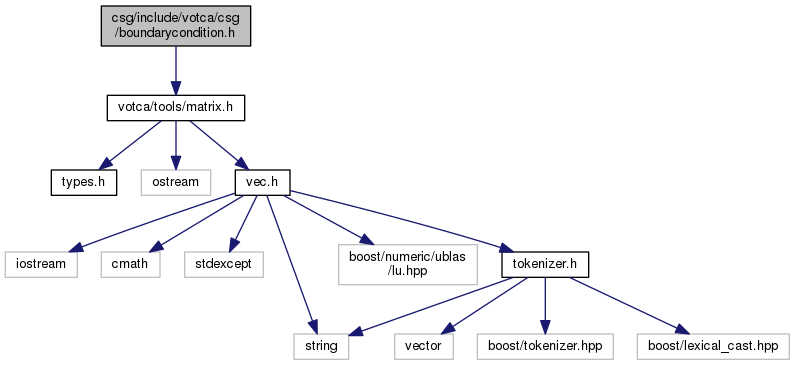 csg/include/votca/csg
/boundarycondition.h
votca/tools/matrix.h
types.h
ostream
vec.h
iostream
cmath
stdexcept
boost/numeric/ublas
/lu.hpp
tokenizer.h
string
vector
boost/tokenizer.hpp
boost/lexical_cast.hpp